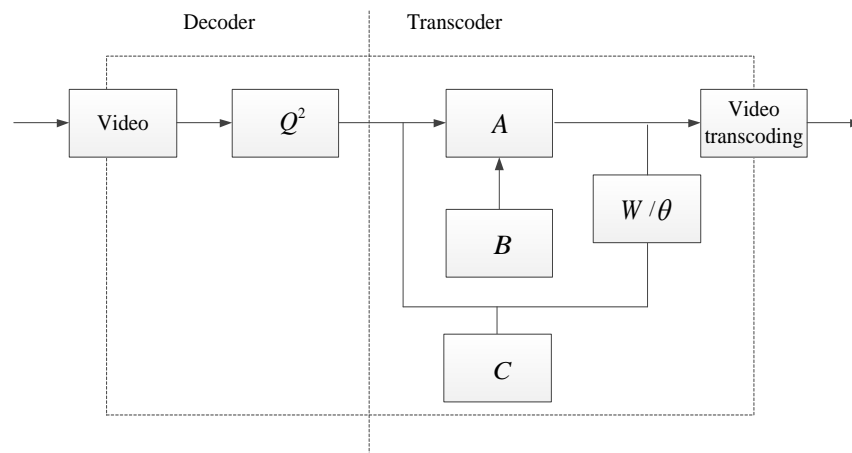 Decoder
Transcoder
Video
Q²
A
Video
transcoding
W/θ
B
C